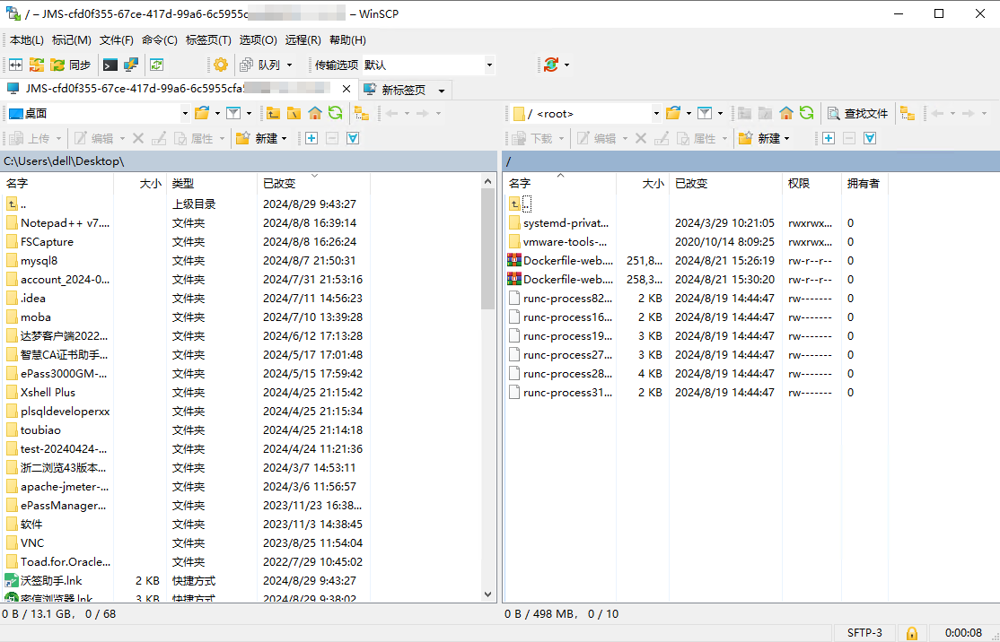 / – JMS-cfd0f355-67ce-417d-99a6-6c5955c – WinSCP
本地(L) 标记(M) 文件(F) 命令(C) 标签页(T) 选项(O) 远程(R) 帮助(H)
同步 队列 传输选项 默认
JMS-cfd0f355-67ce-417d-99a6-6c5955cfa 新标签页
桌面
/ <root> 查找文件
上传 编辑 属性 新建
下载 编辑 属性 新建
C:\Users\dell\Desktop\
名字 大小 类型 已改变
.. 上级目录 2024/8/29 9:43:27
Notepad++ v7.... 文件夹 2024/8/8 16:39:14
FSCapture 文件夹 2024/8/8 16:26:24
mysql8 文件夹 2024/8/7 21:50:31
account_2024-0... 文件夹 2024/7/31 21:53:16
.idea 文件夹 2024/7/11 14:56:23
moba 文件夹 2024/7/10 13:39:28
达梦客户端2022... 文件夹 2024/6/12 17:13:28
智慧CA证书助手... 文件夹 2024/5/17 17:01:48
ePass3000GM-... 文件夹 2024/5/15 17:59:42
Xshell Plus 文件夹 2024/4/25 21:15:42
plsqldeveloperxx 文件夹 2024/4/25 21:15:34
toubiao 文件夹 2024/4/25 21:14:18
test-20240424-... 文件夹 2024/4/24 11:21:36
浙二浏览43版本... 文件夹 2024/3/7 14:53:11
apache-jmeter-... 文件夹 2024/3/6 11:56:57
ePassManager... 文件夹 2023/11/23 16:38...
软件 文件夹 2023/11/3 14:38:45
VNC 文件夹 2023/8/25 11:54:04
Toad.for.Oracle... 文件夹 2022/7/29 10:45:02
沃签助手.lnk 2 KB 快捷方式 2024/8/29 9:43:27
密信浏览器.lnk 3 KB 快捷方式 2024/8/29 9:38:02
0 B / 13.1 GB, 0 / 68
/
名字 大小 已改变 权限 拥有者
..
systemd-privat... 2024/3/29 10:21:05 rwxrwx... 0
vmware-tools-... 2020/10/14 8:09:25 rwxrwx... 0
Dockerfile-web.... 251,8... 2024/8/21 15:26:19 rw-r--r-- 0
Dockerfile-web.... 258,3... 2024/8/21 15:30:20 rw-r--r-- 0
runc-process82... 2 KB 2024/8/19 14:44:47 rw------- 0
runc-process16... 2 KB 2024/8/19 14:44:47 rw------- 0
runc-process19... 3 KB 2024/8/19 14:44:47 rw------- 0
runc-process27... 3 KB 2024/8/19 14:44:47 rw------- 0
runc-process28... 4 KB 2024/8/19 14:44:47 rw------- 0
runc-process31... 2 KB 2024/8/19 14:44:47 rw------- 0
0 B / 498 MB, 0 / 10
SFTP-3 0:00:08